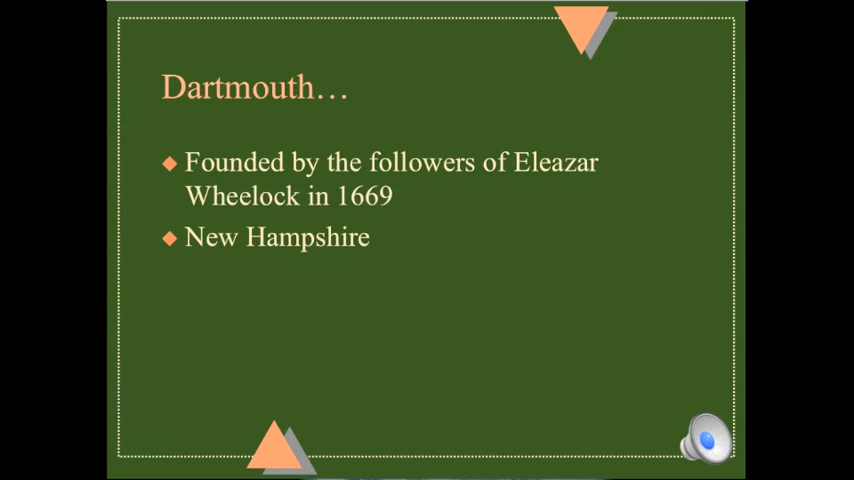 Dartmouth…
Founded by the followers of Eleazar
Wheelock in 1669
New Hampshire